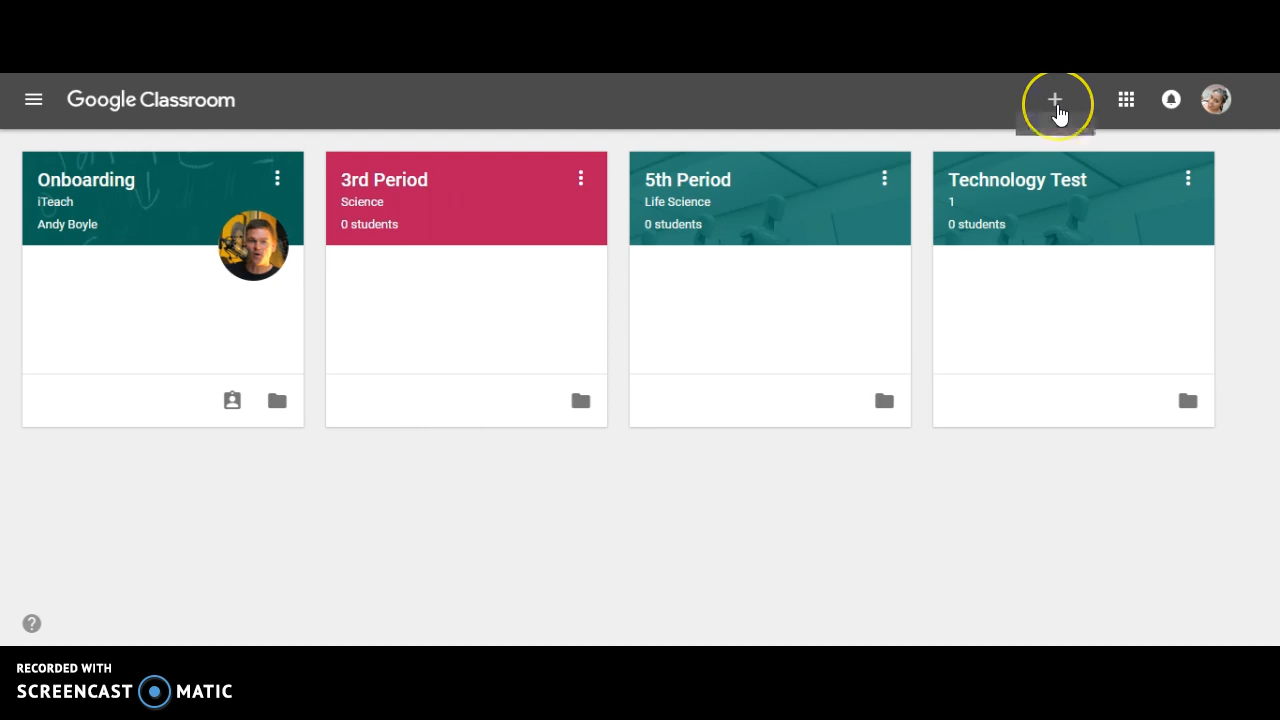 Google Classroom
Onboarding
iTeach
Andy Boyle
3rd Period
Science
0 students
5th Period
Life Science
0 students
Technology Test
1
0 students
RECORDED WITH
SCREENCAST MATIC